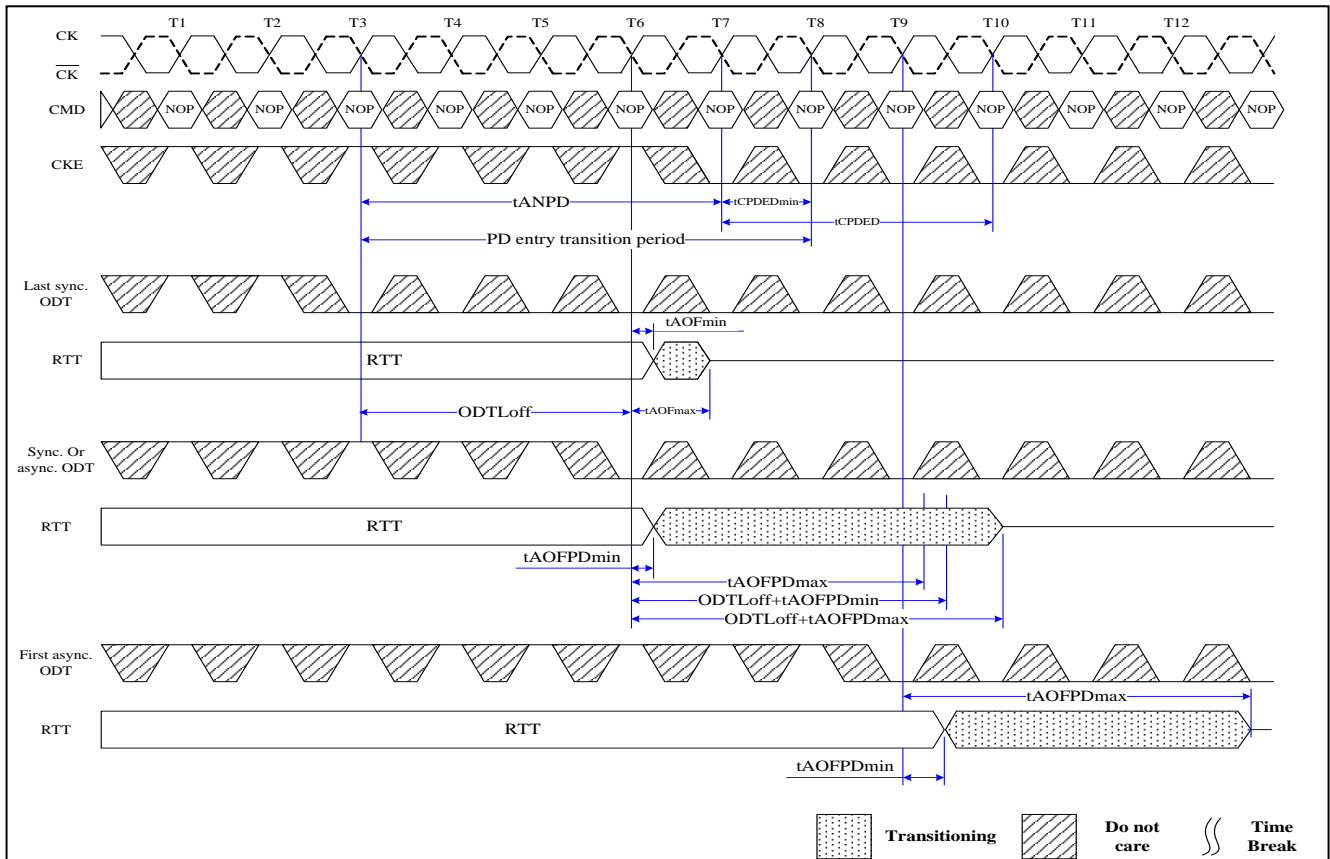 T1 T2 T3 T4 T5 T6 T7 T8 T9 T10 T11 T12
CK
CK
CMD NOP NOP NOP NOP NOP NOP NOP NOP NOP NOP NOP NOP NOP
CKE
tANPD tCPDEDmin
tCPDED
PD entry transition period
Last sync.
ODT
tAOFmin
RTT RTT
ODTLoff tAOFmax
Sync. Or
async. ODT
RTT RTT
tAOFPDmin
tAOFPDmax
ODTLoff+tAOFPDmin
ODTLoff+tAOFPDmax
First async.
ODT
tAOFPDmax
RTT RTT
tAOFPDmin
Transitioning Do not care Time Break